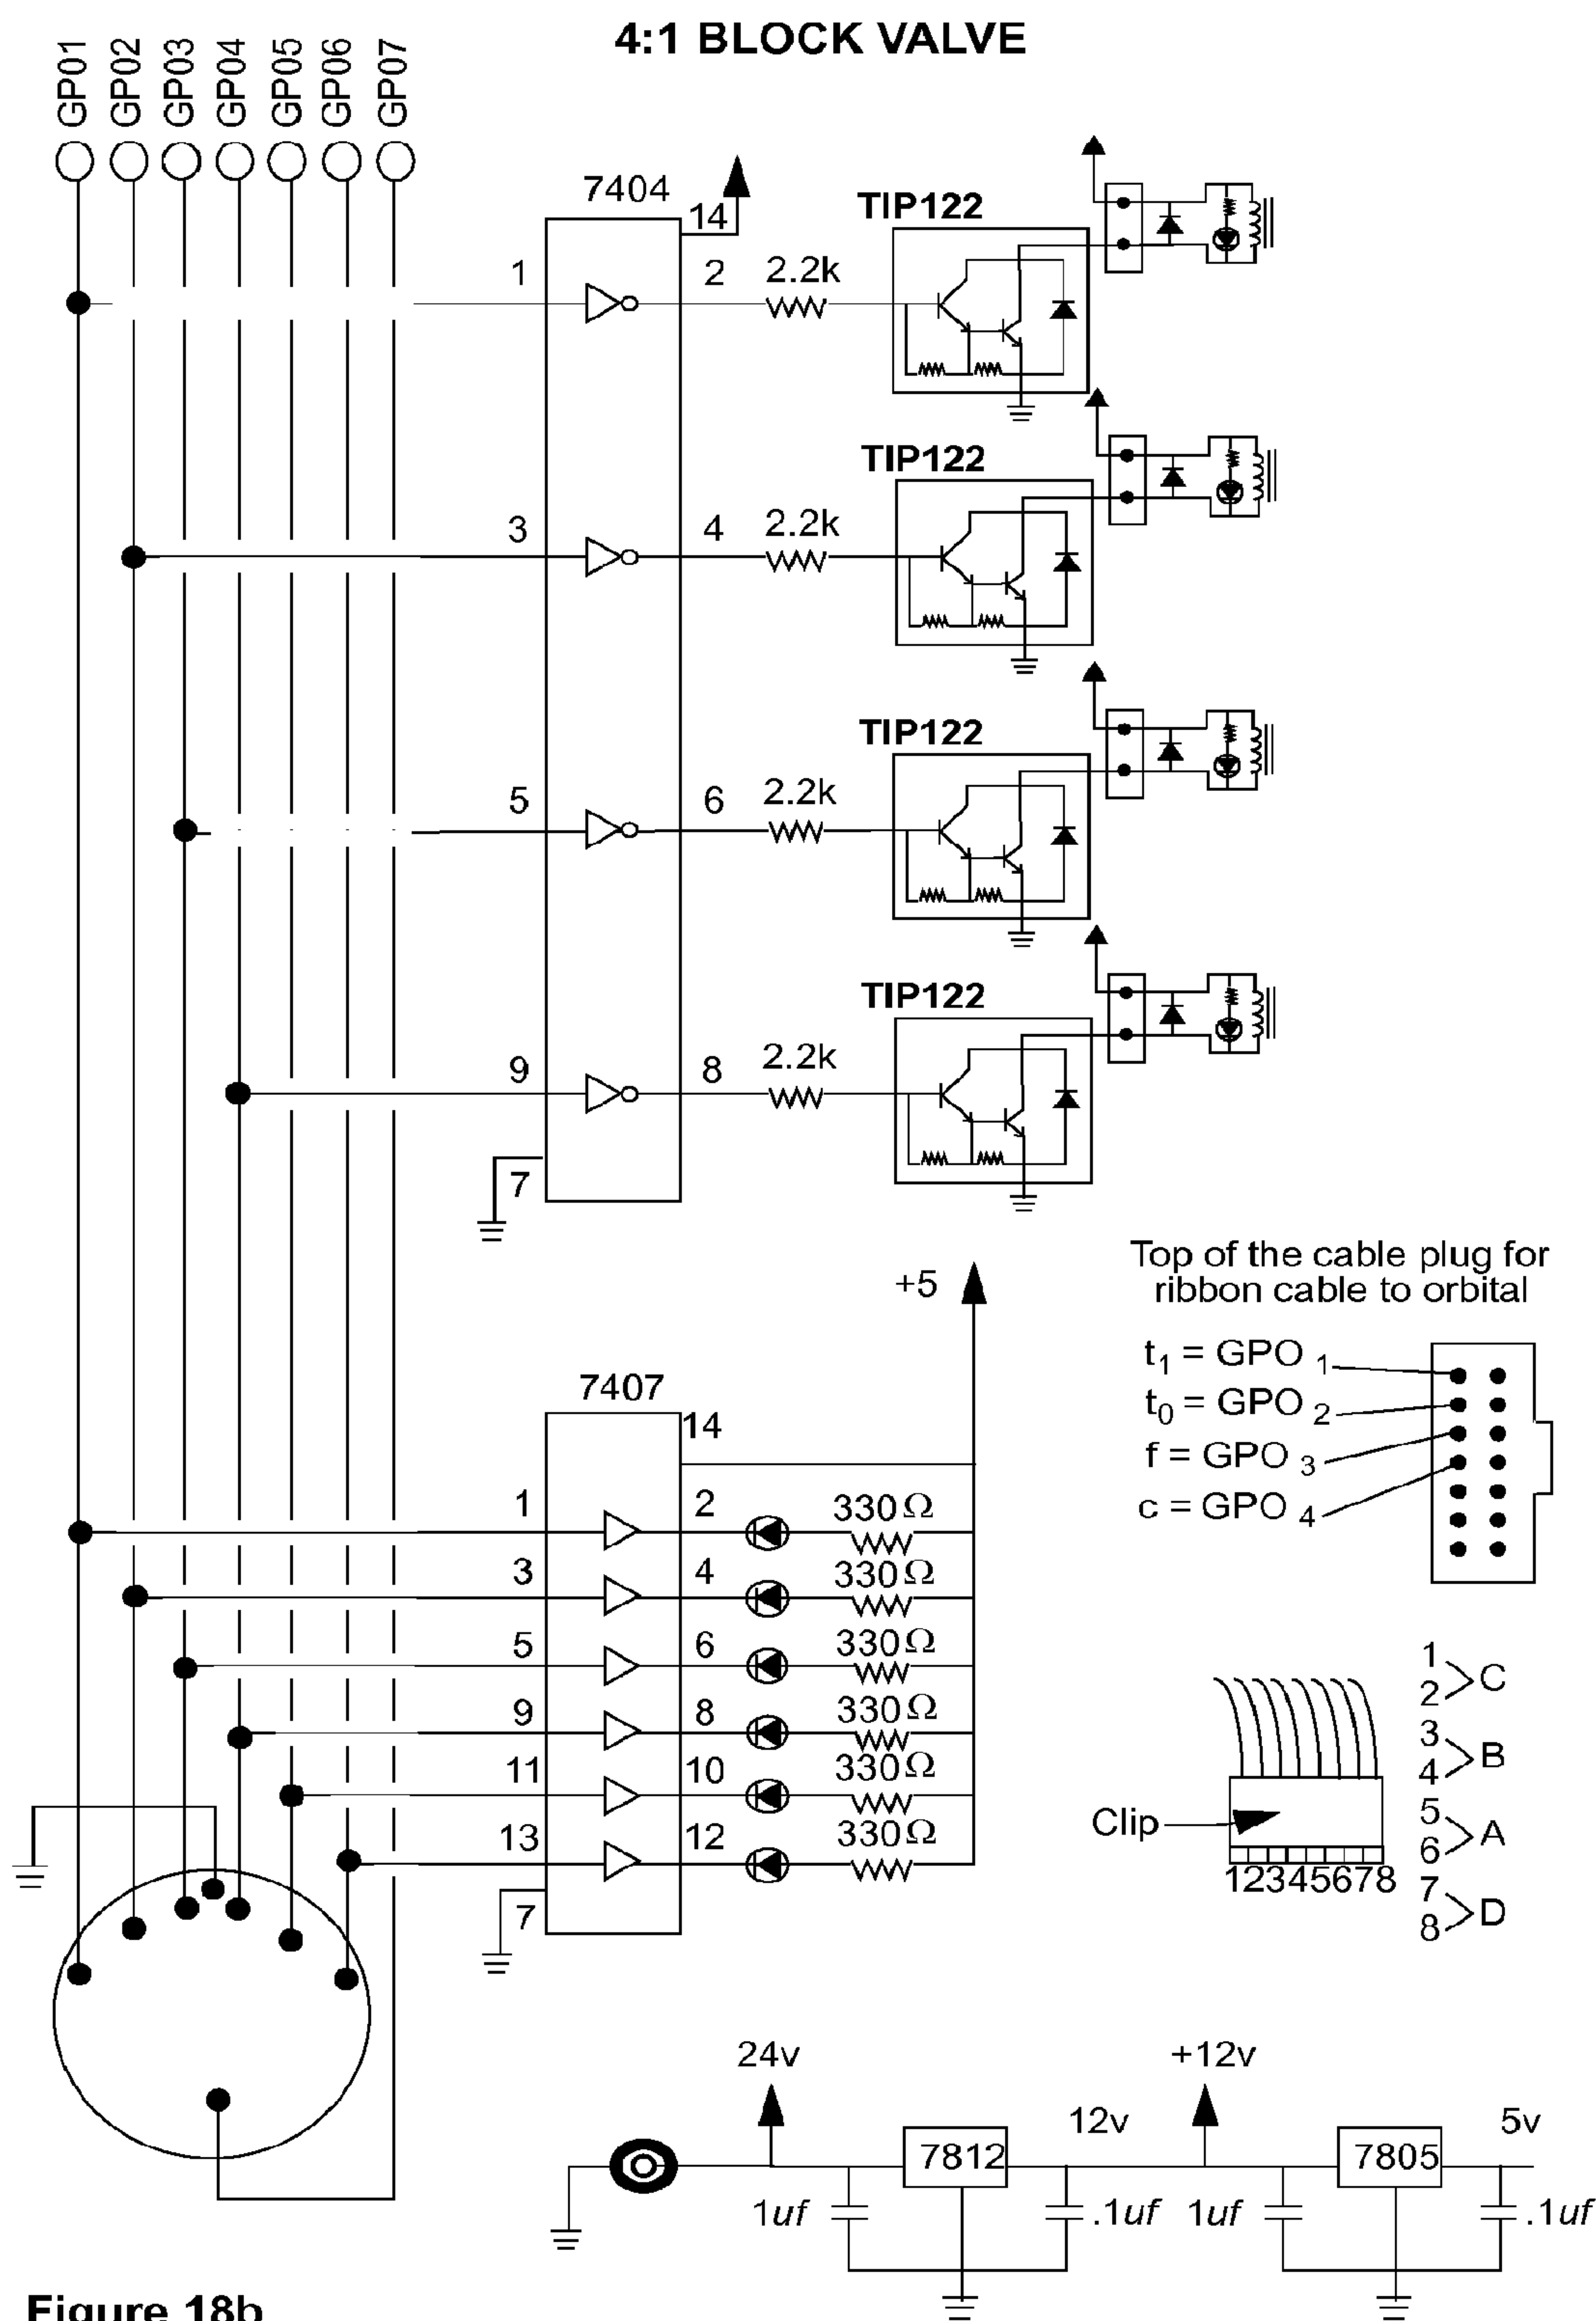 4:1 BLOCK VALVE
GP01
GP02
GP03
GP04
GP05
GP06
GP07
7404
14
1
2
2.2k
TIP122
3
4
2.2k
TIP122
5
6
2.2k
TIP122
9
8
2.2k
TIP122
7
+5
7407
14
1
2
330Ω
3
4
330Ω
5
6
330Ω
9
8
330Ω
11
10
330Ω
13
12
330Ω
7
Top of the cable plug for
ribbon cable to orbital
t1 = GPO 1
t0 = GPO 2
f = GPO 3
c = GPO 4
Clip
12345678
1
2 >C
3
4 >B
5
6 >A
7
8 >D
24v
+12v
7812
12v
7805
5v
1uf
.1uf
1uf
.1uf
Figure 18b